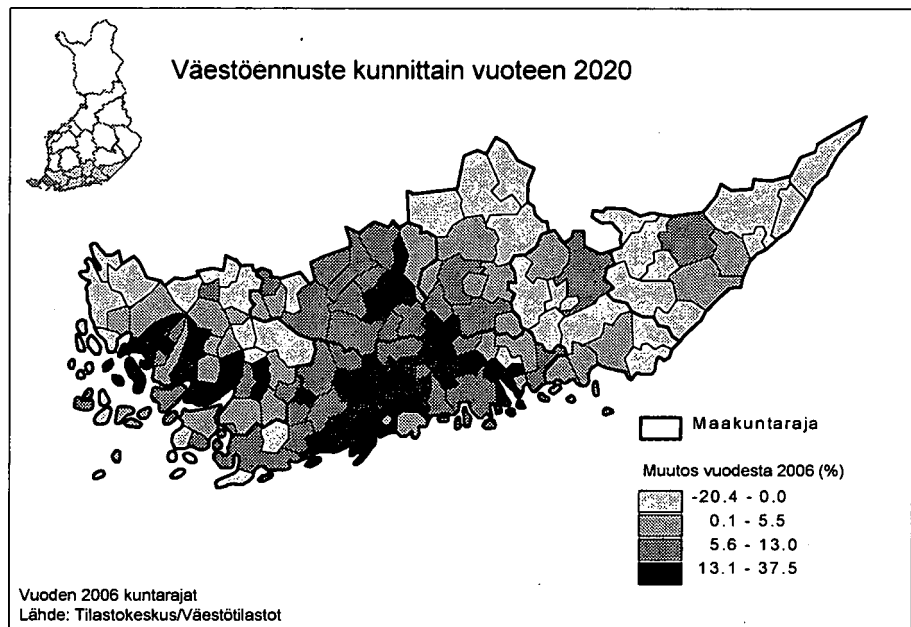 Väestöennuste kunnittain vuoteen 2020
Maakuntaraja
Muutos vuodesta 2006 (%)
-20.4 - 0.0
0.1 - 5.5
5.6 - 13.0
13.1 - 37.5
Vuoden 2006 kuntarajat
Lähde: Tilastokeskus/Väestötilastot